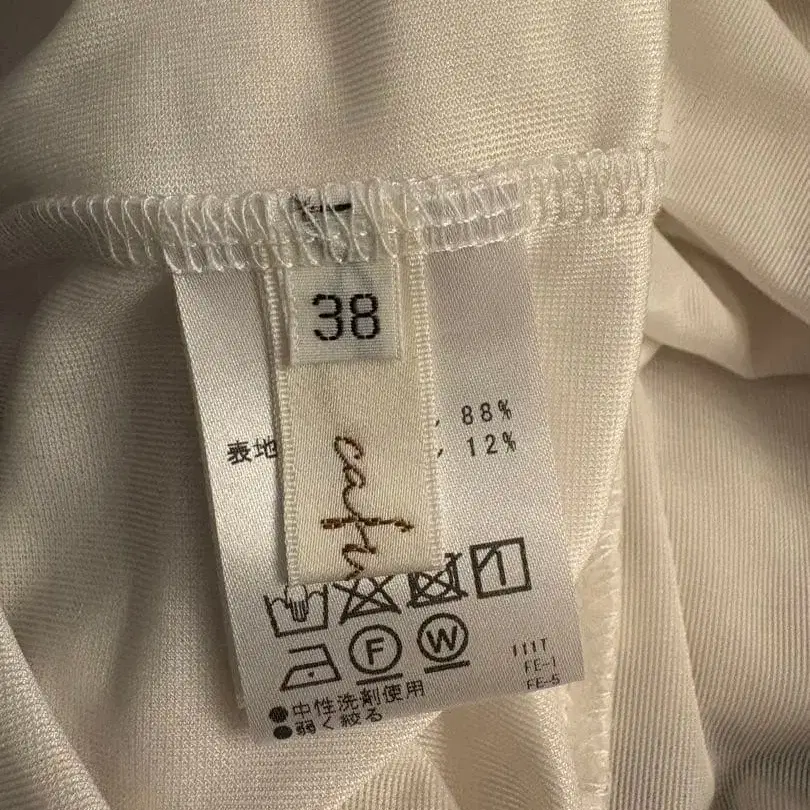 38
表地
88%
12%
cafu
F W
111T
FE-1
FE-5
●中性洗剤使用
●弱く絞る